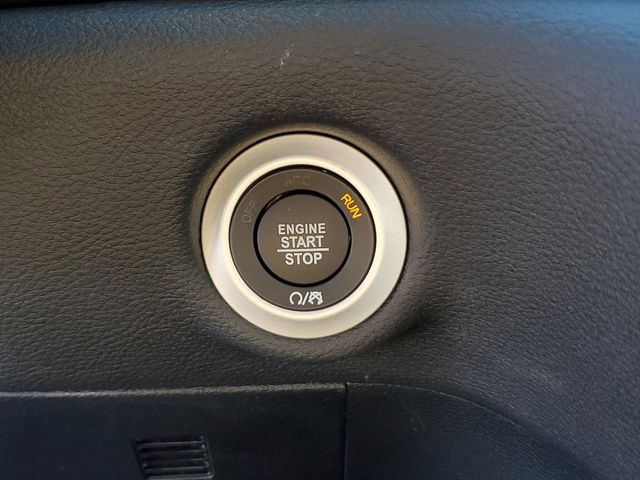 OFF
ACC
RUN
ENGINE
START
STOP